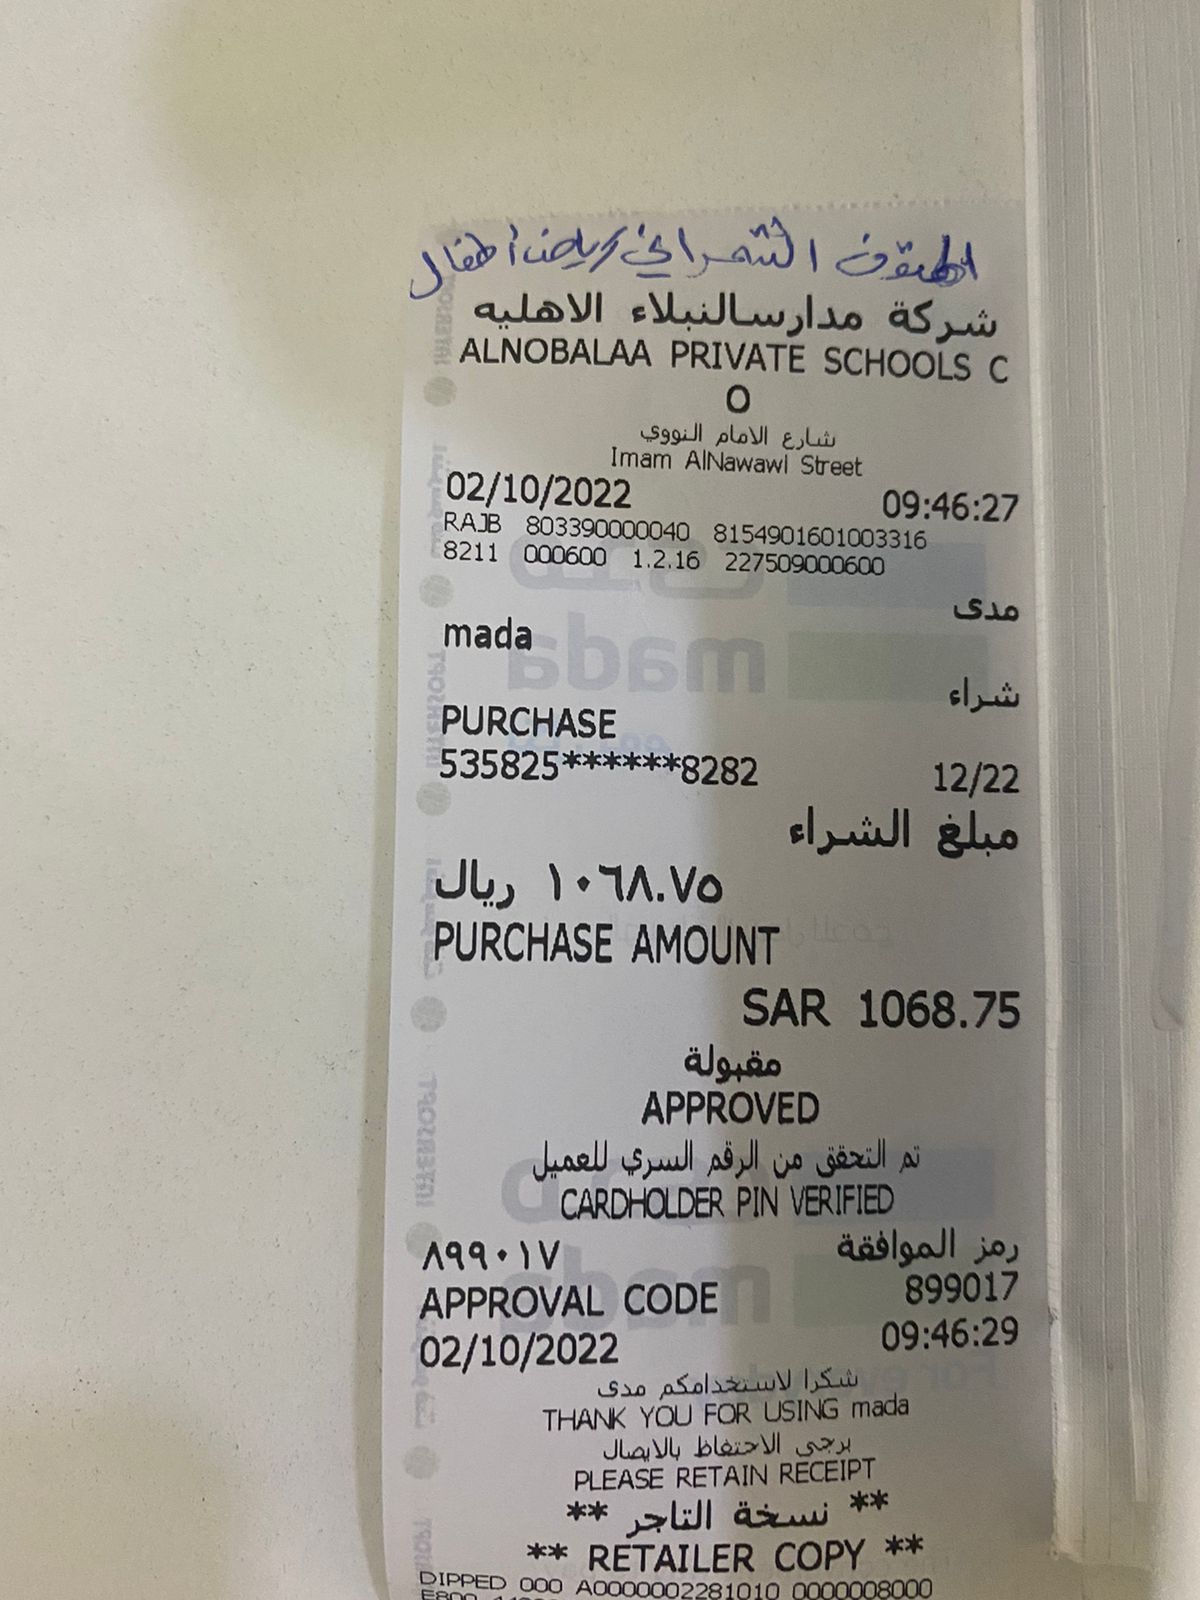 الشمراني رياض أطفال
شركة مدارسالنبلاء الاهليه
ALNOBALAA PRIVATE SCHOOLS C
O
شارع الامام النووي
Imam AlNawawI Street
02/10/2022 09:46:27
RAJB 803390000040 8154901601003316
8211 000600 1.2.16 227509000600
مدى
mada
شراء
PURCHASE
535825******8282 12/22
مبلغ الشراء
١٠٦٨.٧٥ ريال
PURCHASE AMOUNT
SAR 1068.75
مقبولة
APPROVED
تم التحقق من الرقم السري للعميل
CARDHOLDER PIN VERIFIED
رمز الموافقة ٨٩٩٠١٧
APPROVAL CODE 899017
02/10/2022 09:46:29
شكرا لاستخدامكم مدى
THANK YOU FOR USING mada
يرجى الاحتفاظ بالايصال
PLEASE RETAIN RECEIPT
** نسخة التاجر **
** RETAILER COPY **
DIPPED 000 A0000002281010 0000008000
E800